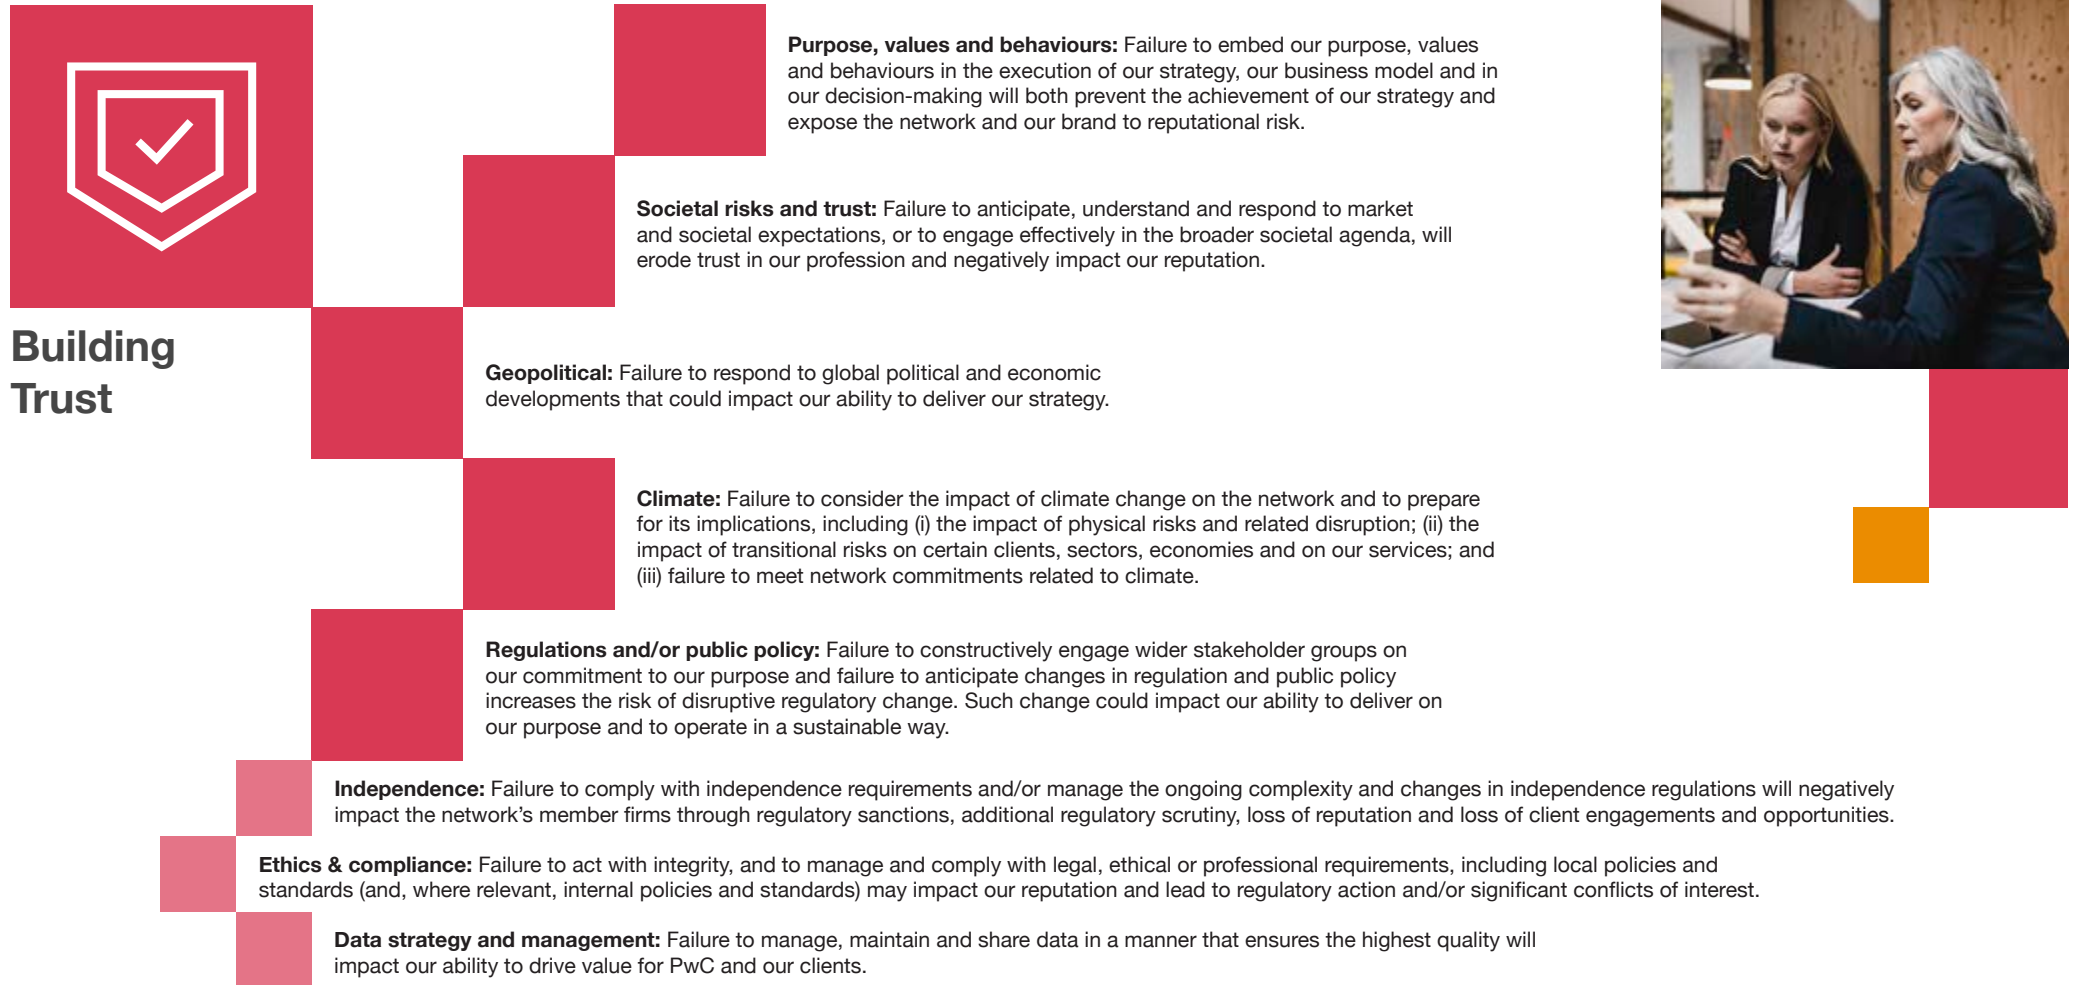 Building
Trust
Purpose, values and behaviours: Failure to embed our purpose, values
and behaviours in the execution of our strategy, our business model and in
our decision-making will both prevent the achievement of our strategy and
expose the network and our brand to reputational risk.
Societal risks and trust: Failure to anticipate, understand and respond to market
and societal expectations, or to engage effectively in the broader societal agenda, will
erode trust in our profession and negatively impact our reputation.
Geopolitical: Failure to respond to global political and economic
developments that could impact our ability to deliver our strategy.
Climate: Failure to consider the impact of climate change on the network and to prepare
for its implications, including (i) the impact of physical risks and related disruption; (ii) the
impact of transitional risks on certain clients, sectors, economies and on our services; and
(iii) failure to meet network commitments related to climate.
Regulations and/or public policy: Failure to constructively engage wider stakeholder groups on
our commitment to our purpose and failure to anticipate changes in regulation and public policy
increases the risk of disruptive regulatory change. Such change could impact our ability to deliver on
our purpose and to operate in a sustainable way.
Independence: Failure to comply with independence requirements and/or manage the ongoing complexity and changes in independence regulations will negatively
impact the network’s member firms through regulatory sanctions, additional regulatory scrutiny, loss of reputation and loss of client engagements and opportunities.
Ethics & compliance: Failure to act with integrity, and to manage and comply with legal, ethical or professional requirements, including local policies and
standards (and, where relevant, internal policies and standards) may impact our reputation and lead to regulatory action and/or significant conflicts of interest.
Data strategy and management: Failure to manage, maintain and share data in a manner that ensures the highest quality will
impact our ability to drive value for PwC and our clients.